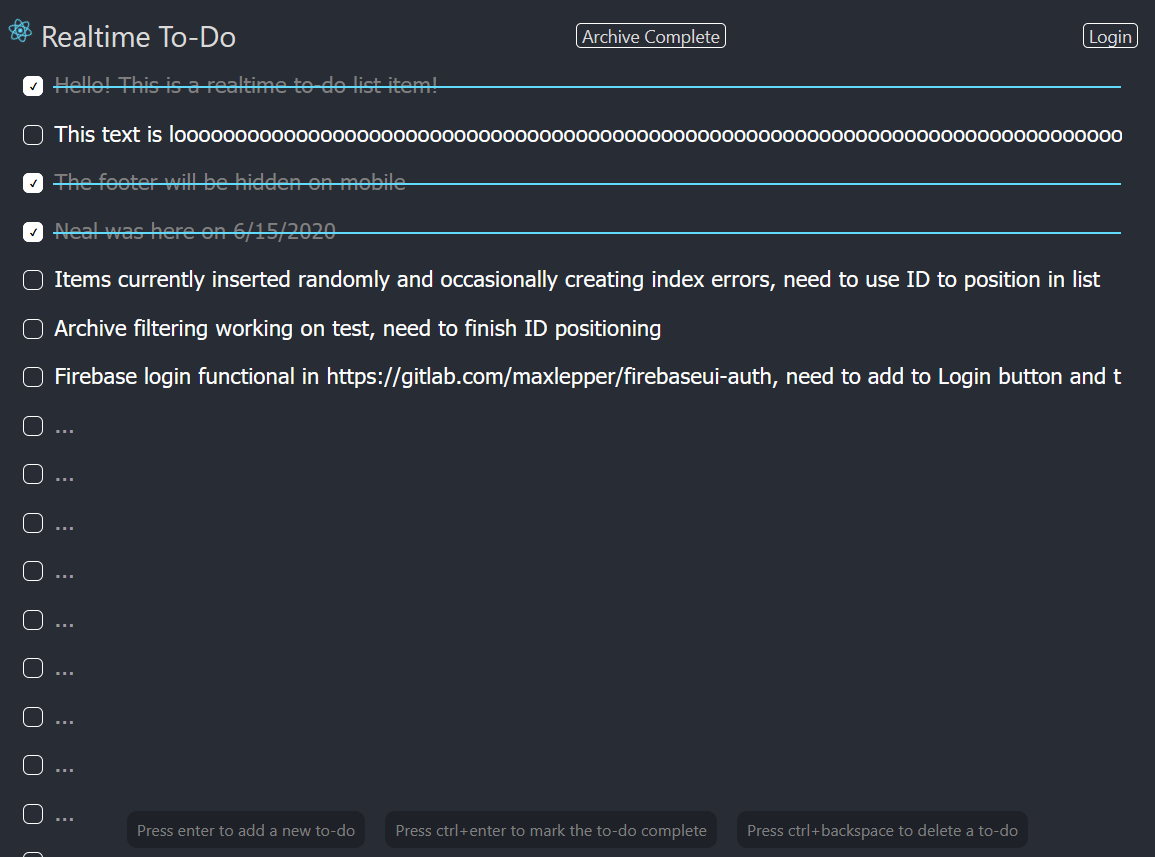 Realtime To-Do
Archive Complete
Login
Hello! This is a realtime to-do list item!
This text is looooooooooooooooooooooooooooooooooooooooooooooooooooooooooooooooooooooooooooooo
The footer will be hidden on mobile
Neal was here on 6/15/2020
Items currently inserted randomly and occasionally creating index errors, need to use ID to position in list
Archive filtering working on test, need to finish ID positioning
Firebase login functional in https://gitlab.com/maxlepper/firebaseui-auth, need to add to Login button and t
...
...
...
...
...
...
...
...
...
Press enter to add a new to-do
Press ctrl+enter to mark the to-do complete
Press ctrl+backspace to delete a to-do